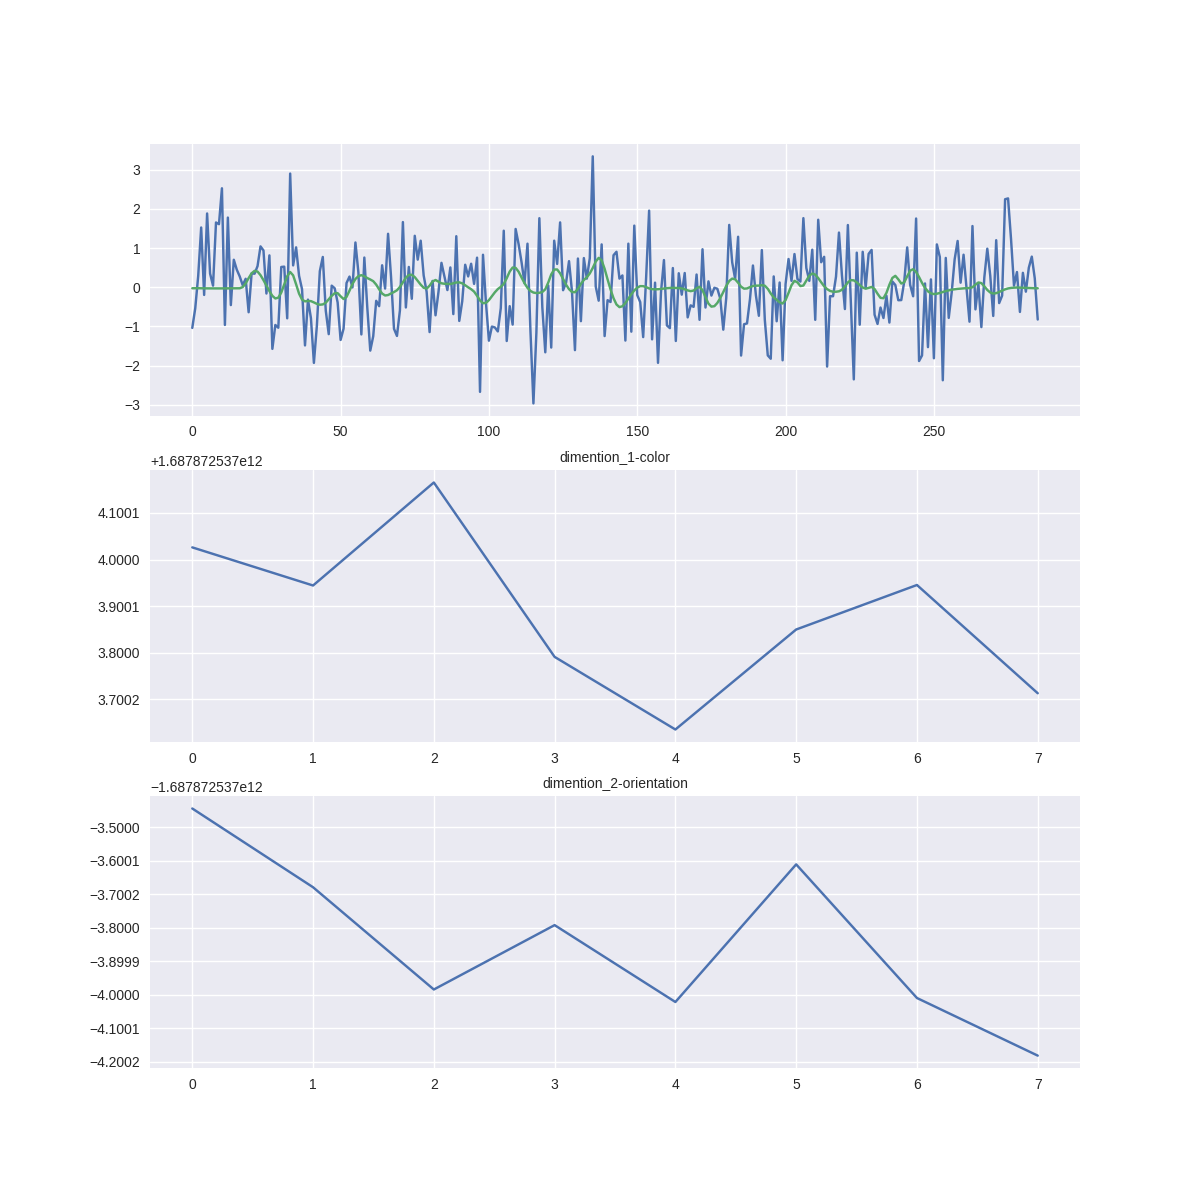 3
2
1
0
−1
−2
−3
0 50 100 150 200 250
+1.687872537e12
dimention_1-color
4.1001
4.0000
3.9001
3.8000
3.7002
0 1 2 3 4 5 6 7
−1.687872537e12
dimention_2-orientation
−3.5000
−3.6001
−3.7002
−3.8000
−3.8999
−4.0000
−4.1001
−4.2002
0 1 2 3 4 5 6 7